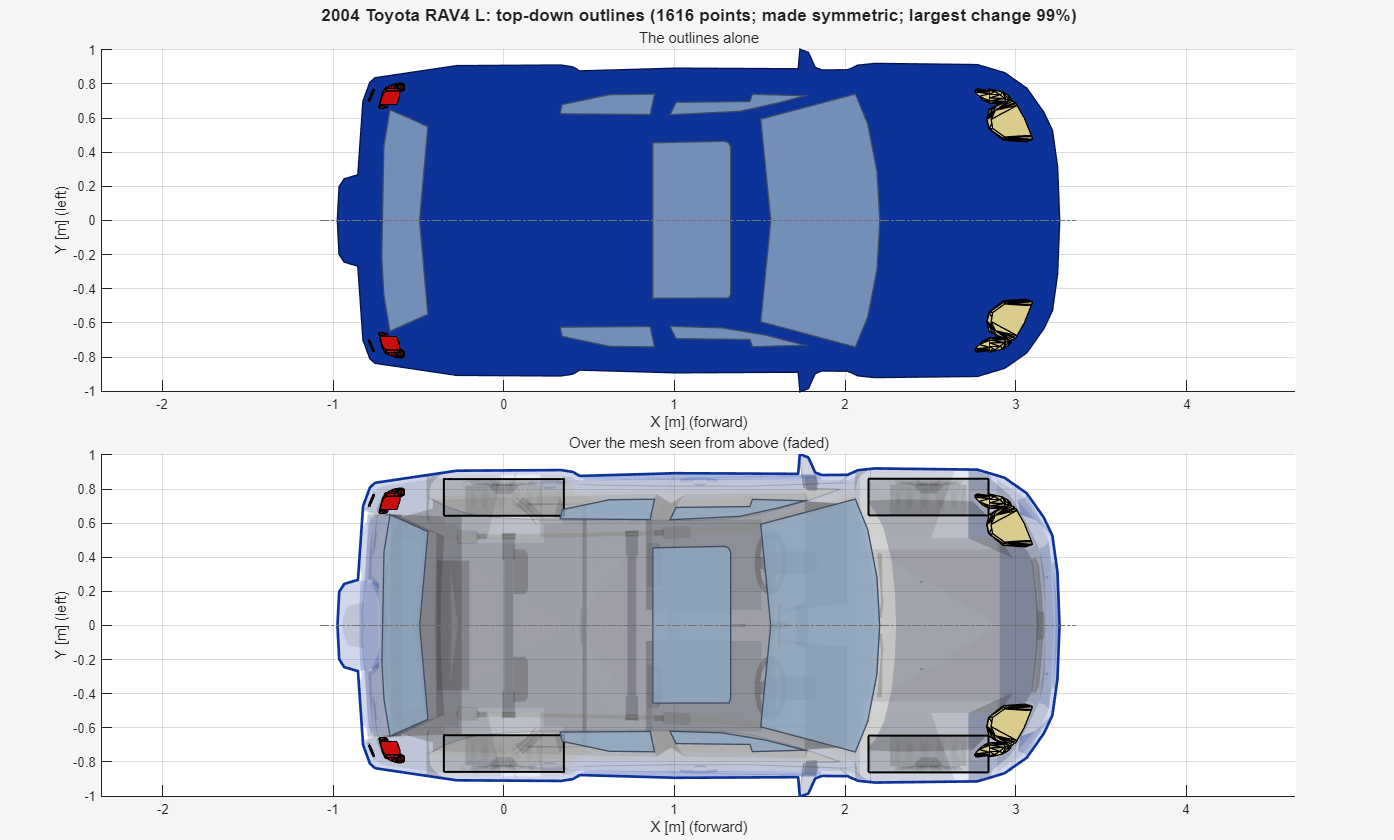 2004 Toyota RAV4 L: top-down outlines (1616 points; made symmetric; largest change 99%)
The outlines alone
1
0.8
0.6
0.4
0.2
0
-0.2
-0.4
-0.6
-0.8
-1
Y [m] (left)
-2 -1 0 1 2 3 4
X [m] (forward)
Over the mesh seen from above (faded)
1
0.8
0.6
0.4
0.2
0
-0.2
-0.4
-0.6
-0.8
-1
Y [m] (left)
-2 -1 0 1 2 3 4
X [m] (forward)